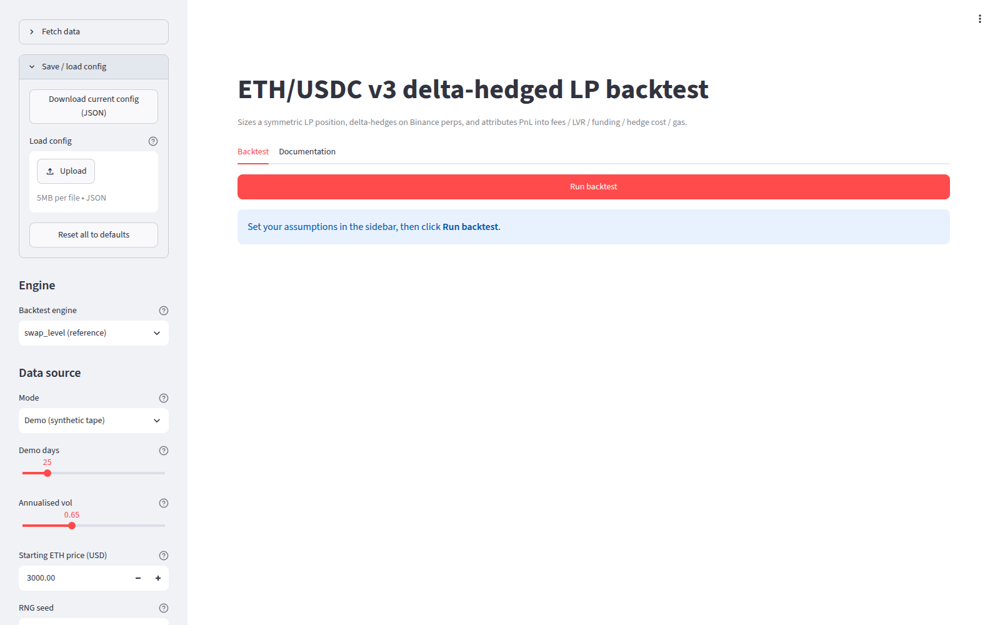 Fetch data
Save / load config
Download current config
(JSON)
Load config
Upload
5MB per file • JSON
Reset all to defaults
Engine
Backtest engine
swap_level (reference)
Data source
Mode
Demo (synthetic tape)
Demo days
25
Annualised vol
0.65
Starting ETH price (USD)
3000.00
RNG seed
ETH/USDC v3 delta-hedged LP backtest
Sizes a symmetric LP position, delta-hedges on Binance perps, and attributes PnL into fees / LVR / funding / hedge cost / gas.
Backtest Documentation
Run backtest
Set your assumptions in the sidebar, then click Run backtest.